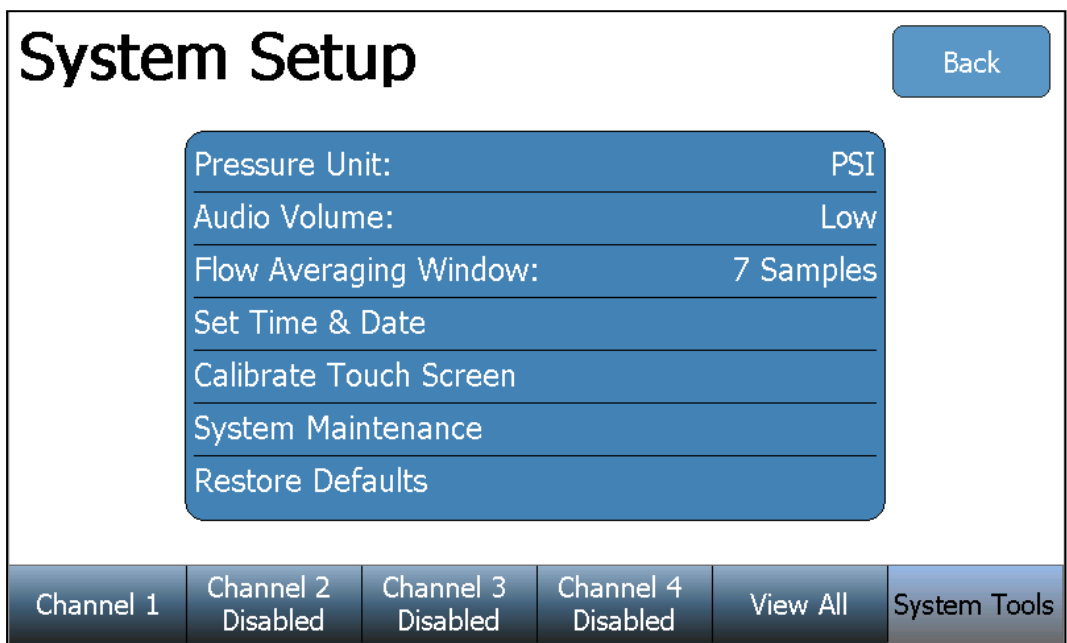 System Setup
Back
Pressure Unit: PSI
Audio Volume: Low
Flow Averaging Window: 7 Samples
Set Time & Date
Calibrate Touch Screen
System Maintenance
Restore Defaults
Channel 1
Channel 2
Disabled
Channel 3
Disabled
Channel 4
Disabled
View All
System Tools